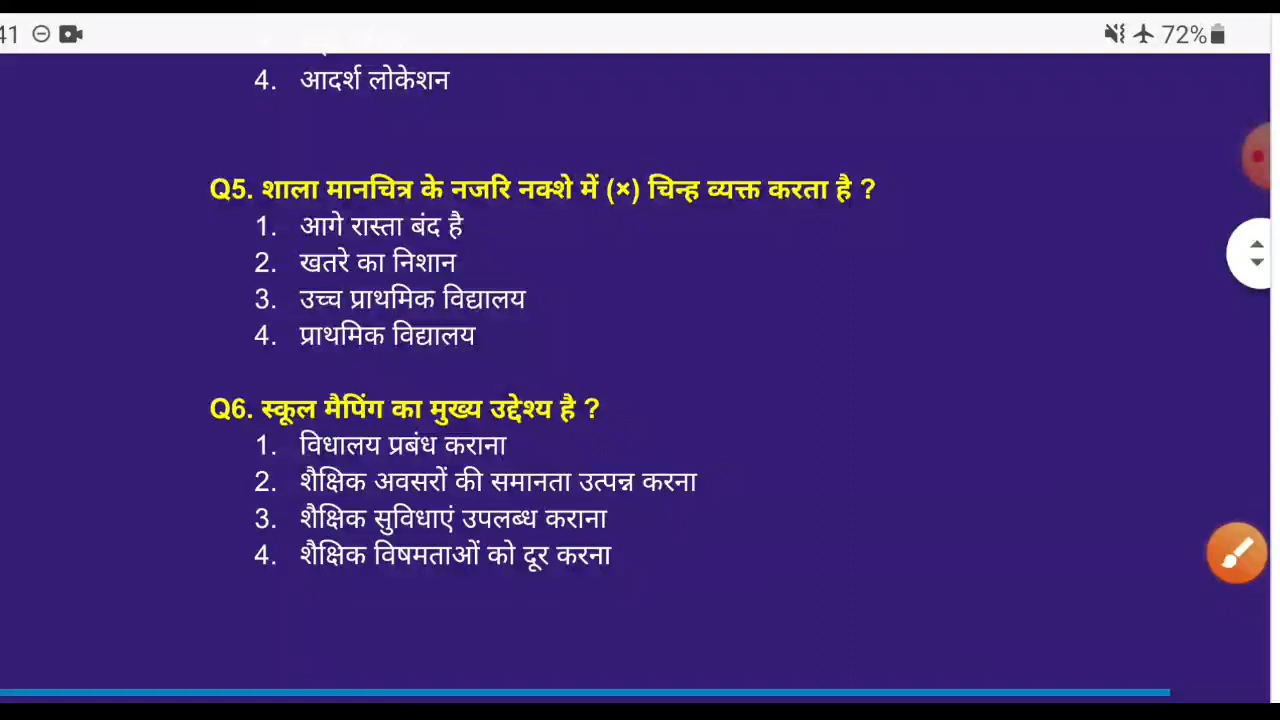 41
72%
4. आदर्श लोकेशन
Q5. शाला मानचित्र के नजरि नक्शे में (×) चिन्ह व्यक्त करता है ?
1. आगे रास्ता बंद है
2. खतरे का निशान
3. उच्च प्राथमिक विद्यालय
4. प्राथमिक विद्यालय
Q6. स्कूल मैपिंग का मुख्य उद्देश्य है ?
1. विधालय प्रबंध कराना
2. शैक्षिक अवसरों की समानता उत्पन्न करना
3. शैक्षिक सुविधाएं उपलब्ध कराना
4. शैक्षिक विषमताओं को दूर करना